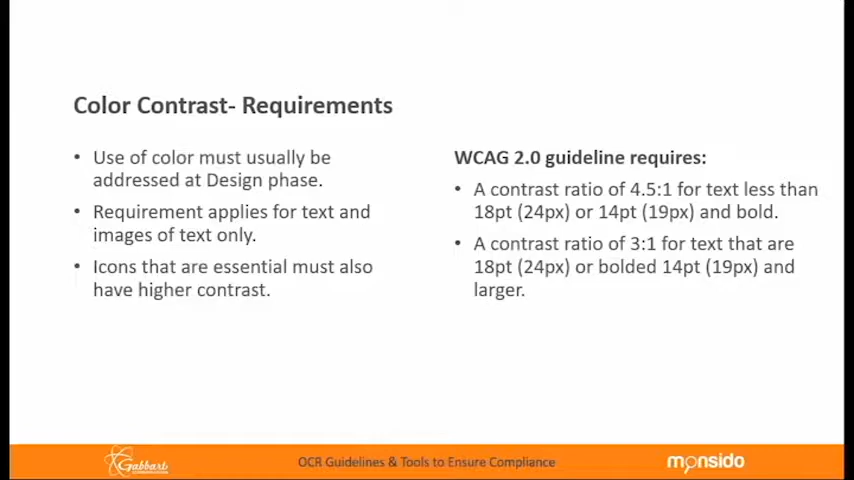 Color Contrast- Requirements
• Use of color must usually be
addressed at Design phase.
• Requirement applies for text and
images of text only.
• Icons that are essential must also
have higher contrast.
WCAG 2.0 guideline requires:
• A contrast ratio of 4.5:1 for text less than
18pt (24px) or 14pt (19px) and bold.
• A contrast ratio of 3:1 for text that are
18pt (24px) or bolded 14pt (19px) and
larger.
Gabbart
OCR Guidelines & Tools to Ensure Compliance
monsido